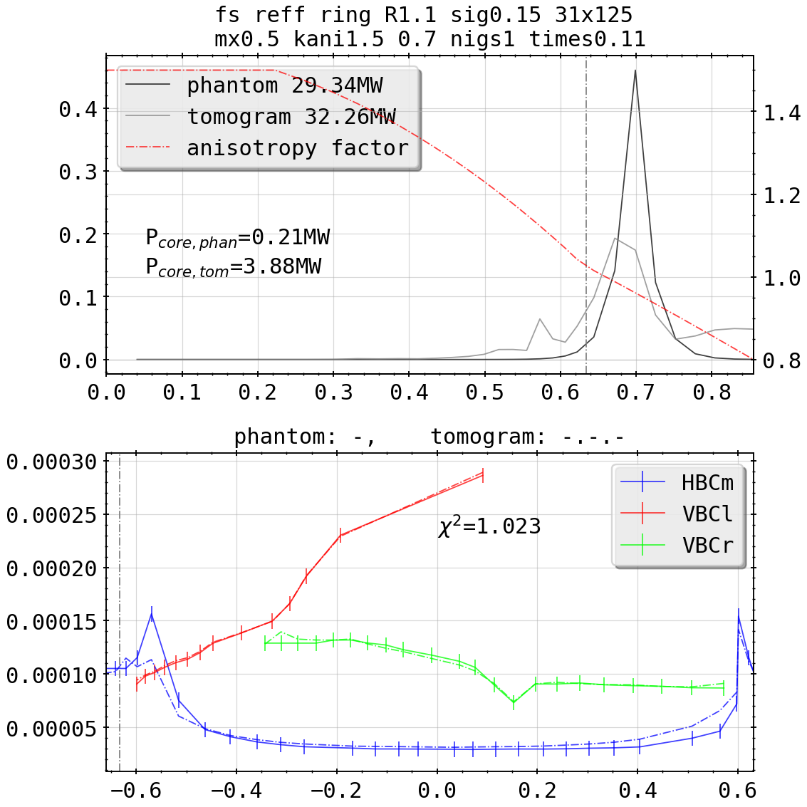 fs reff ring R1.1 sig0.15 31x125
mx0.5 kani1.5 0.7 nigs1 times0.11
phantom 29.34MW
tomogram 32.26MW
anisotropy factor
P_core,phan=0.21MW
P_core,tom=3.88MW
0.4
0.3
0.2
0.1
0.0
1.4
1.2
1.0
0.8
0.0 0.1 0.2 0.3 0.4 0.5 0.6 0.7 0.8
phantom: -, tomogram: -.-.-
HBCm
VBCl
VBCr
χ²=1.023
0.00030
0.00025
0.00020
0.00015
0.00010
0.00005
−0.6 −0.4 −0.2 0.0 0.2 0.4 0.6